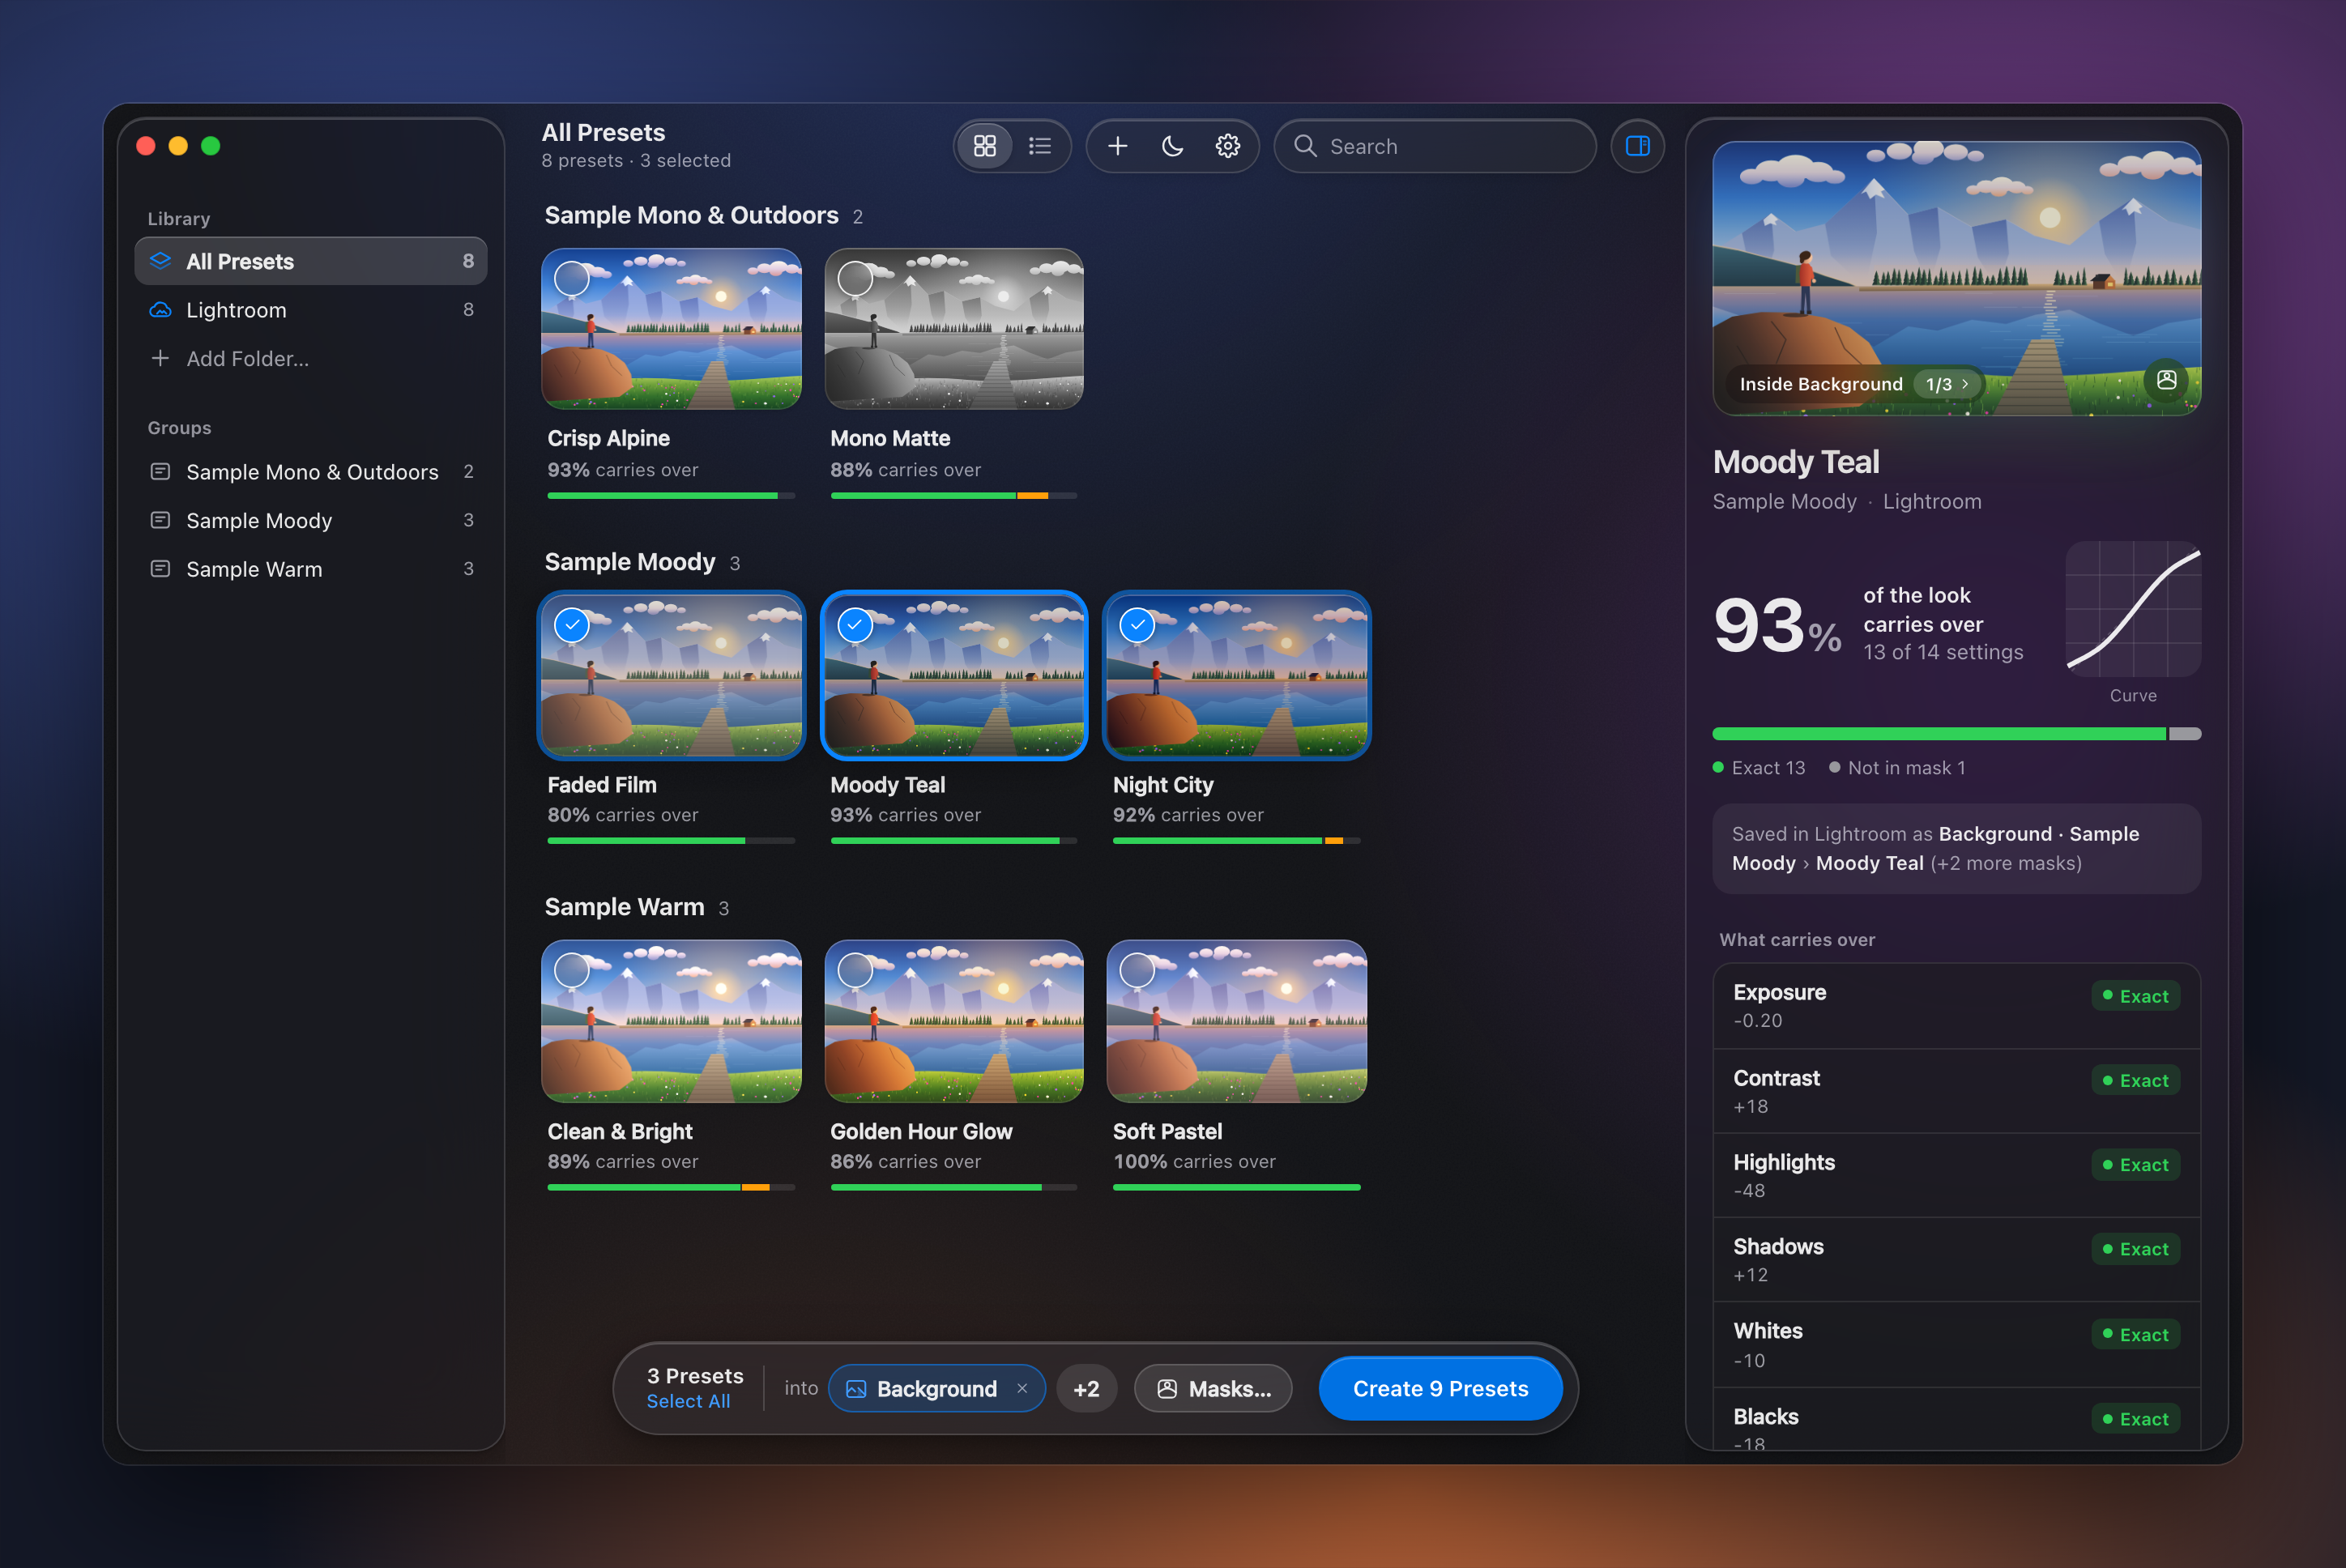 Library
All Presets 8
Lightroom 8
Add Folder...
Groups
Sample Mono & Outdoors 2
Sample Moody 3
Sample Warm 3
All Presets
8 presets · 3 selected
Search
Sample Mono & Outdoors 2
Crisp Alpine
93% carries over
Mono Matte
88% carries over
Sample Moody 3
Faded Film
80% carries over
Moody Teal
93% carries over
Night City
92% carries over
Sample Warm 3
Clean & Bright
89% carries over
Golden Hour Glow
86% carries over
Soft Pastel
100% carries over
3 Presets
Select All
into
Background ×
+2
Masks...
Create 9 Presets
Inside Background 1/3 ›
Moody Teal
Sample Moody · Lightroom
93%
of the look
carries over
13 of 14 settings
Curve
Exact 13
Not in mask 1
Saved in Lightroom as Background · Sample
Moody › Moody Teal (+2 more masks)
What carries over
Exposure
-0.20
Exact
Contrast
+18
Exact
Highlights
-48
Exact
Shadows
+12
Exact
Whites
-10
Exact
Blacks
-18
Exact